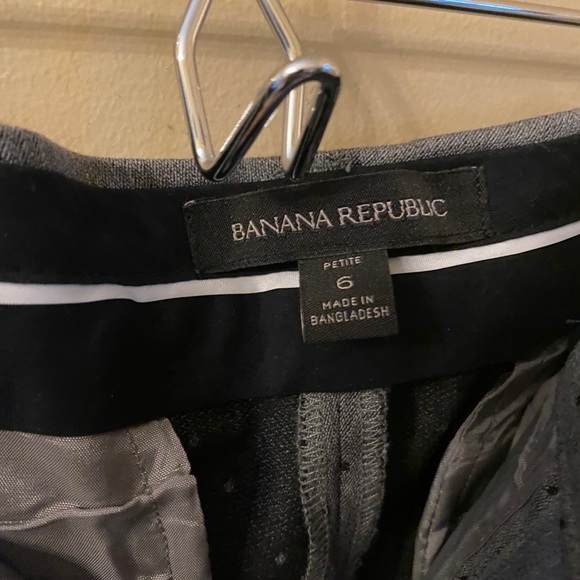 BANANA REPUBLIC
PETITE
6
MADE IN
BANGLADESH